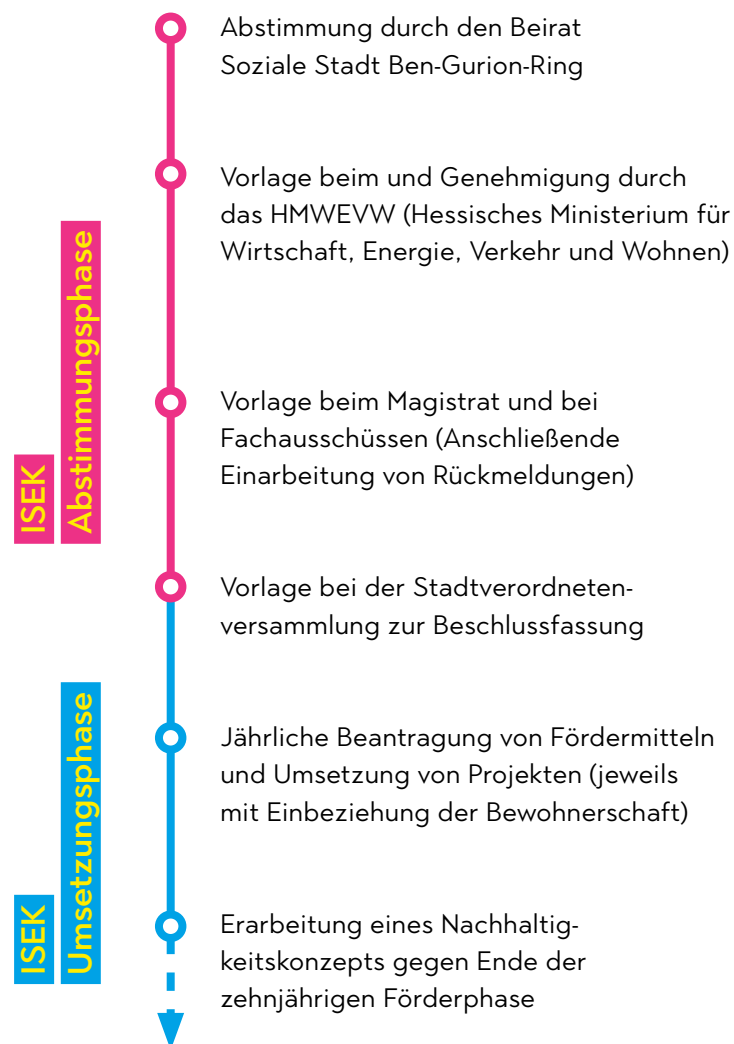 Abstimmung durch den Beirat
Soziale Stadt Ben-Gurion-Ring
Vorlage beim und Genehmigung durch
das HMWEVW (Hessisches Ministerium für
Wirtschaft, Energie, Verkehr und Wohnen)
ISEK
Abstimmungsphase
Vorlage beim Magistrat und bei
Fachausschüssen (Anschließende
Einarbeitung von Rückmeldungen)
Vorlage bei der Stadtverordneten-
versammlung zur Beschlussfassung
ISEK
Umsetzungsphase
Jährliche Beantragung von Fördermitteln
und Umsetzung von Projekten (jeweils
mit Einbeziehung der Bewohnerschaft)
Erarbeitung eines Nachhaltig-
keitskonzepts gegen Ende der
zehnjährigen Förderphase